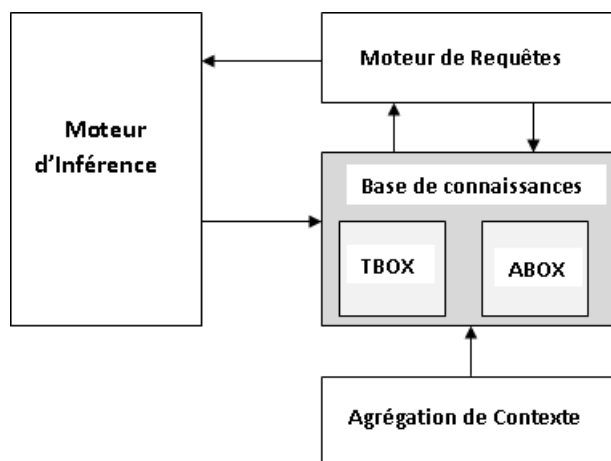 Moteur de Requêtes
Moteur
d'Inférence
Base de connaissances
TBOX
ABOX
Agrégation de Contexte